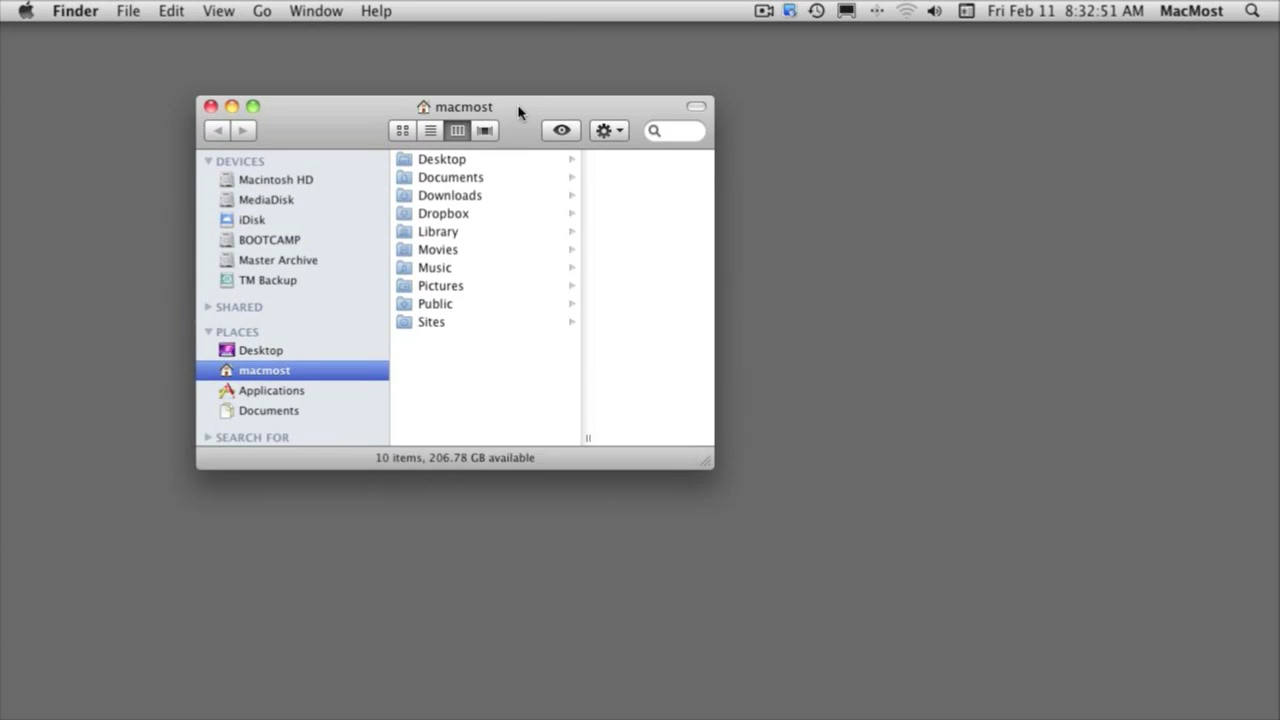 Finder File Edit View Go Window Help Fri Feb 11 8:32:51 AM MacMost
macmost
DEVICES
Macintosh HD
MediaDisk
iDisk
BOOTCAMP
Master Archive
TM Backup
SHARED
PLACES
Desktop
macmost
Applications
Documents
SEARCH FOR
Desktop
Documents
Downloads
Dropbox
Library
Movies
Music
Pictures
Public
Sites
10 items, 206.78 GB available